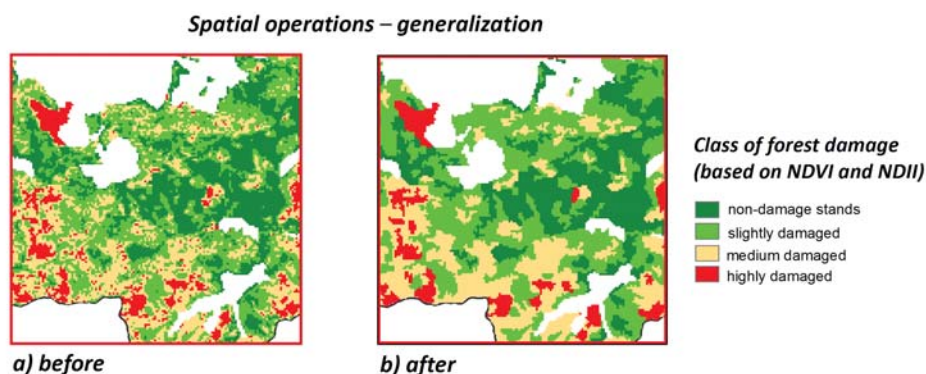 Spatial operations – generalization
a) before
b) after
Class of forest damage
(based on NDVI and NDII)
non-damage stands
slightly damaged
medium damaged
highly damaged